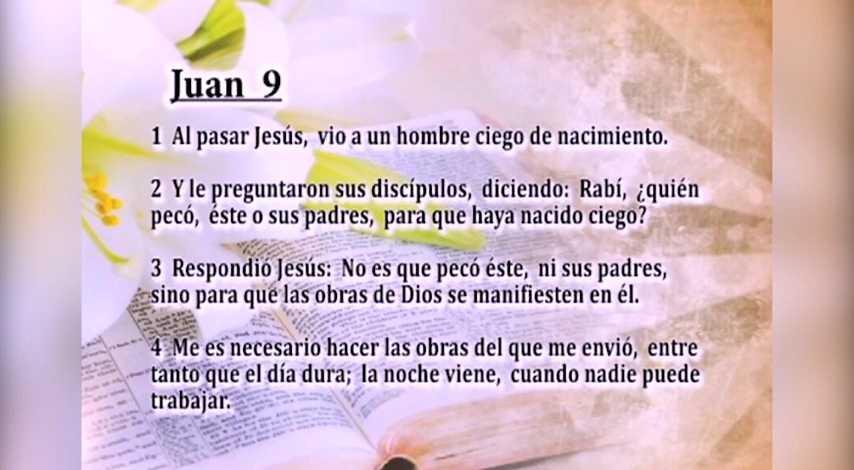 Juan 9
1 Al pasar Jesús, vio a un hombre ciego de nacimiento.
2 Y le preguntaron sus discípulos, diciendo: Rabí, ¿quién
pecó, éste o sus padres, para que haya nacido ciego?
3 Respondió Jesús: No es que pecó éste, ni sus padres,
sino para que las obras de Dios se manifiesten en él.
4 Me es necesario hacer las obras del que me envió, entre
tanto que el día dura; la noche viene, cuando nadie puede
trabajar.